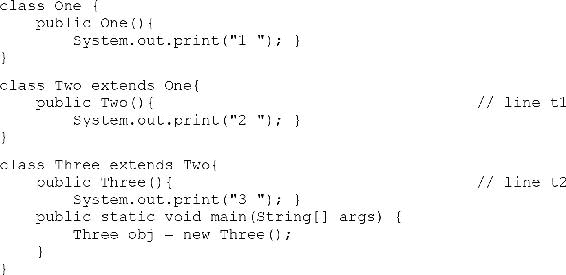 class One {
    public One(){
        System.out.print("1 "); }
}
class Two extends One{
    public Two(){                                // line t1
        System.out.print("2 "); }
}
class Three extends Two{
    public Three(){                              // line t2
        System.out.print("3 "); }
    public static void main(String[] args) {
        Three obj = new Three();
    }
}